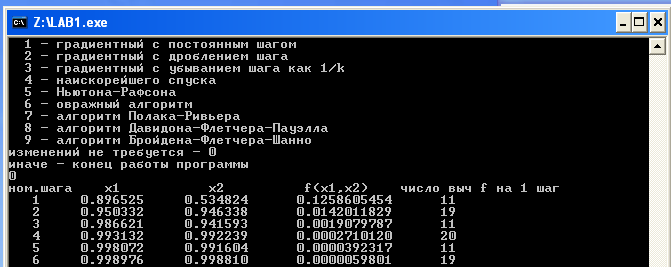 Z:\LAB1.exe
1 - градиентный с постоянным шагом
2 - градиентный с дроблением шага
3 - градиентный с убыванием шага как 1/k
4 - наискорейшего спуска
5 - Ньютона-Рафсона
6 - овражный алгоритм
7 - алгоритм Полака-Ривьера
8 - алгоритм Давидона-Флетчера-Пауэлла
9 - алгоритм Бройдена-Флетчера-Шанно
изменений не требуется - 0
иначе - конец работы программы
0
ном.шага x1 x2 f(x1,x2) число выч f на 1 шаг
1 0.896525 0.534824 0.1258605454 11
2 0.950332 0.946338 0.0142011829 19
3 0.986621 0.941593 0.0019079787 11
4 0.993132 0.992239 0.0002710120 20
5 0.998072 0.991604 0.0000392317 11
6 0.998976 0.998810 0.0000059801 19